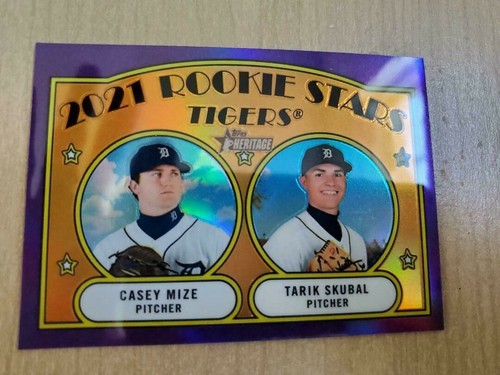 2021 ROOKIE STARS
TIGERS®
Topps
HERITAGE
D
D
D
CASEY MIZE
PITCHER
TARIK SKUBAL
PITCHER